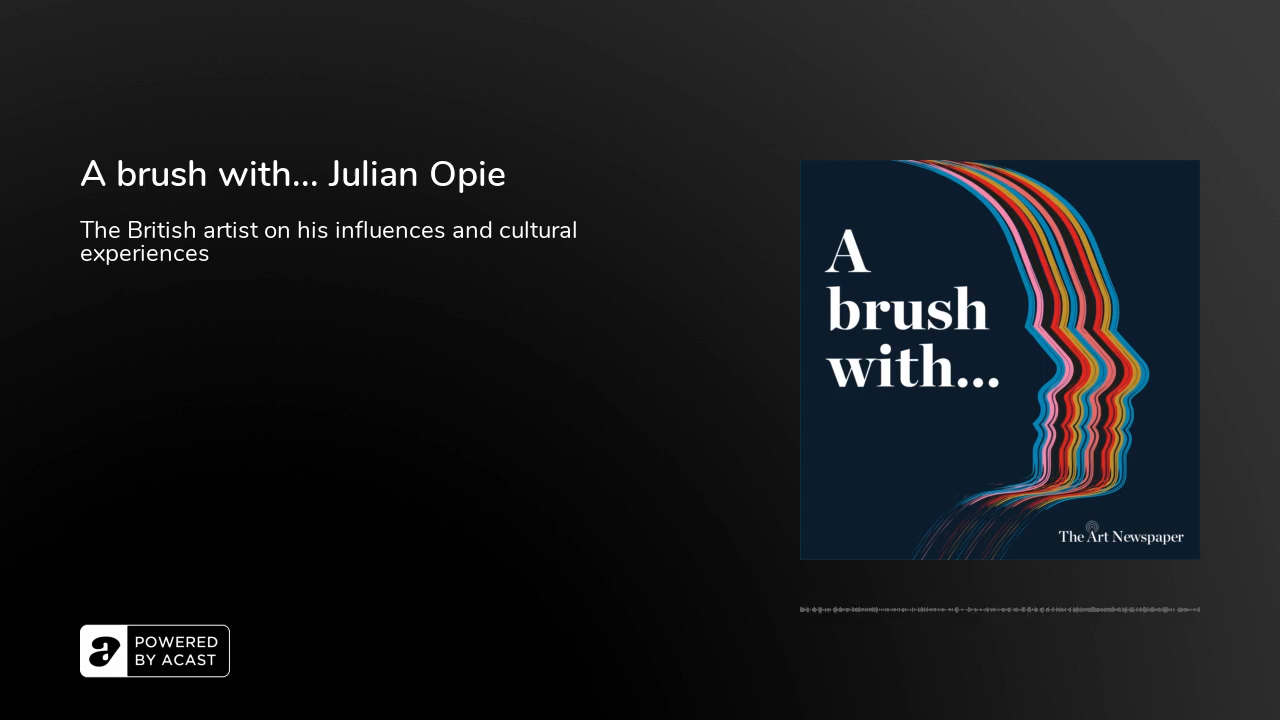 A brush with... Julian Opie
The British artist on his influences and cultural
experiences
A
brush
with...
The Art Newspaper
a
POWERED
BY ACAST